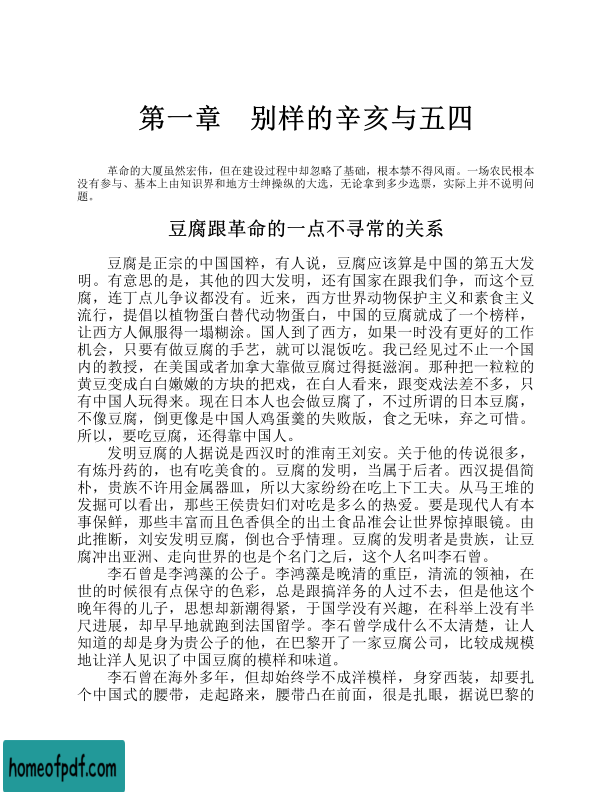 第一章　别样的辛亥与五四
革命的大厦虽然宏伟，但在建设过程中却忽略了基础，根本禁不得风雨。一场农民根本
没有参与、基本上由知识界和地方士绅操纵的大选，无论拿到多少选票，实际上并不说明问
题。
豆腐跟革命的一点不寻常的关系
豆腐是正宗的中国国粹，有人说，豆腐应该算是中国的第五大发
明。有意思的是，其他的四大发明，还有国家在跟我们争，而这个豆
腐，连丁点儿争议都没有。近来，西方世界动物保护主义和素食主义
流行，提倡以植物蛋白替代动物蛋白，中国的豆腐就成了一个榜样，
让西方人佩服得一塌糊涂。国人到了西方，如果一时没有更好的工作
机会，只要有做豆腐的手艺，就可以混饭吃。我已经见过不止一个国
内的教授，在美国或者加拿大靠做豆腐过得挺滋润。那种把一粒粒的
黄豆变成白白嫩嫩的方块的把戏，在白人看来，跟变戏法差不多，只
有中国人玩得来。现在日本人也会做豆腐了，不过所谓的日本豆腐，
不像豆腐，倒更像是中国人鸡蛋羹的失败版，食之无味，弃之可惜。
所以，要吃豆腐，还得靠中国人。
发明豆腐的人据说是西汉时的淮南王刘安。关于他的传说很多，
有炼丹药的，也有吃美食的。豆腐的发明，当属于后者。西汉提倡简
朴，贵族不许用金属器皿，所以大家纷纷在吃上下工夫。从马王堆的
发掘可以看出，那些王侯贵妇们对吃是多么的热爱。要是现代人有本
事保鲜，那些丰富而且色香俱全的出土食品准会让世界惊掉眼镜。由
此推断，刘安发明豆腐，倒也合乎情理。豆腐的发明者是贵族，让豆
腐冲出亚洲、走向世界的也是个名门之后，这个人名叫李石曾。
李石曾是李鸿藻的公子。李鸿藻是晚清的重臣，清流的领袖，在
世的时候很有点保守的色彩，总是跟搞洋务的人过不去，但是他这个
晚年得的儿子，思想却新潮得紧，于国学没有兴趣，在科举上没有半
尺进展，却早早地就跑到法国留学。李石曾学成什么不太清楚，让人
知道的却是身为贵公子的他，在巴黎开了一家豆腐公司，比较成规模
地让洋人见识了中国豆腐的模样和味道。
李石曾在海外多年，但却始终学不成洋模样，身穿西装，却要扎
个中国式的腰带，走起路来，腰带凸在前面，很是扎眼，据说巴黎的
homeofpdf.com